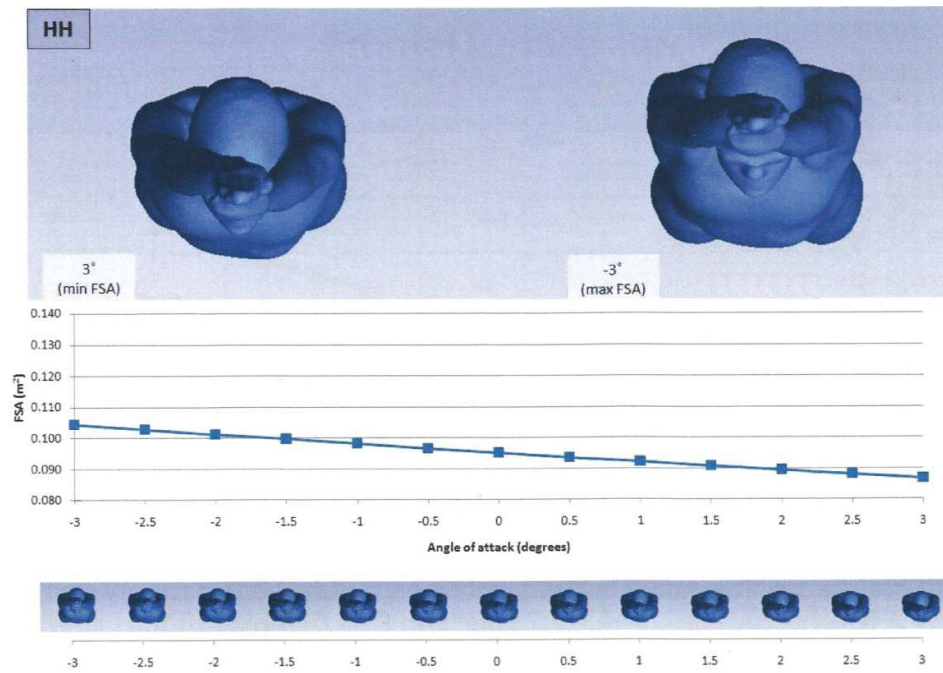 HH
3°
(min FSA)
-3°
(max FSA)
0.140
0.130
0.120
0.110
0.100
0.090
0.080
FSA (m²)
-3 -2.5 -2 -1.5 -1 -0.5 0 0.5 1 1.5 2 2.5 3
Angle of attack (degrees)
-3 -2.5 -2 -1.5 -1 -0.5 0 0.5 1 1.5 2 2.5 3